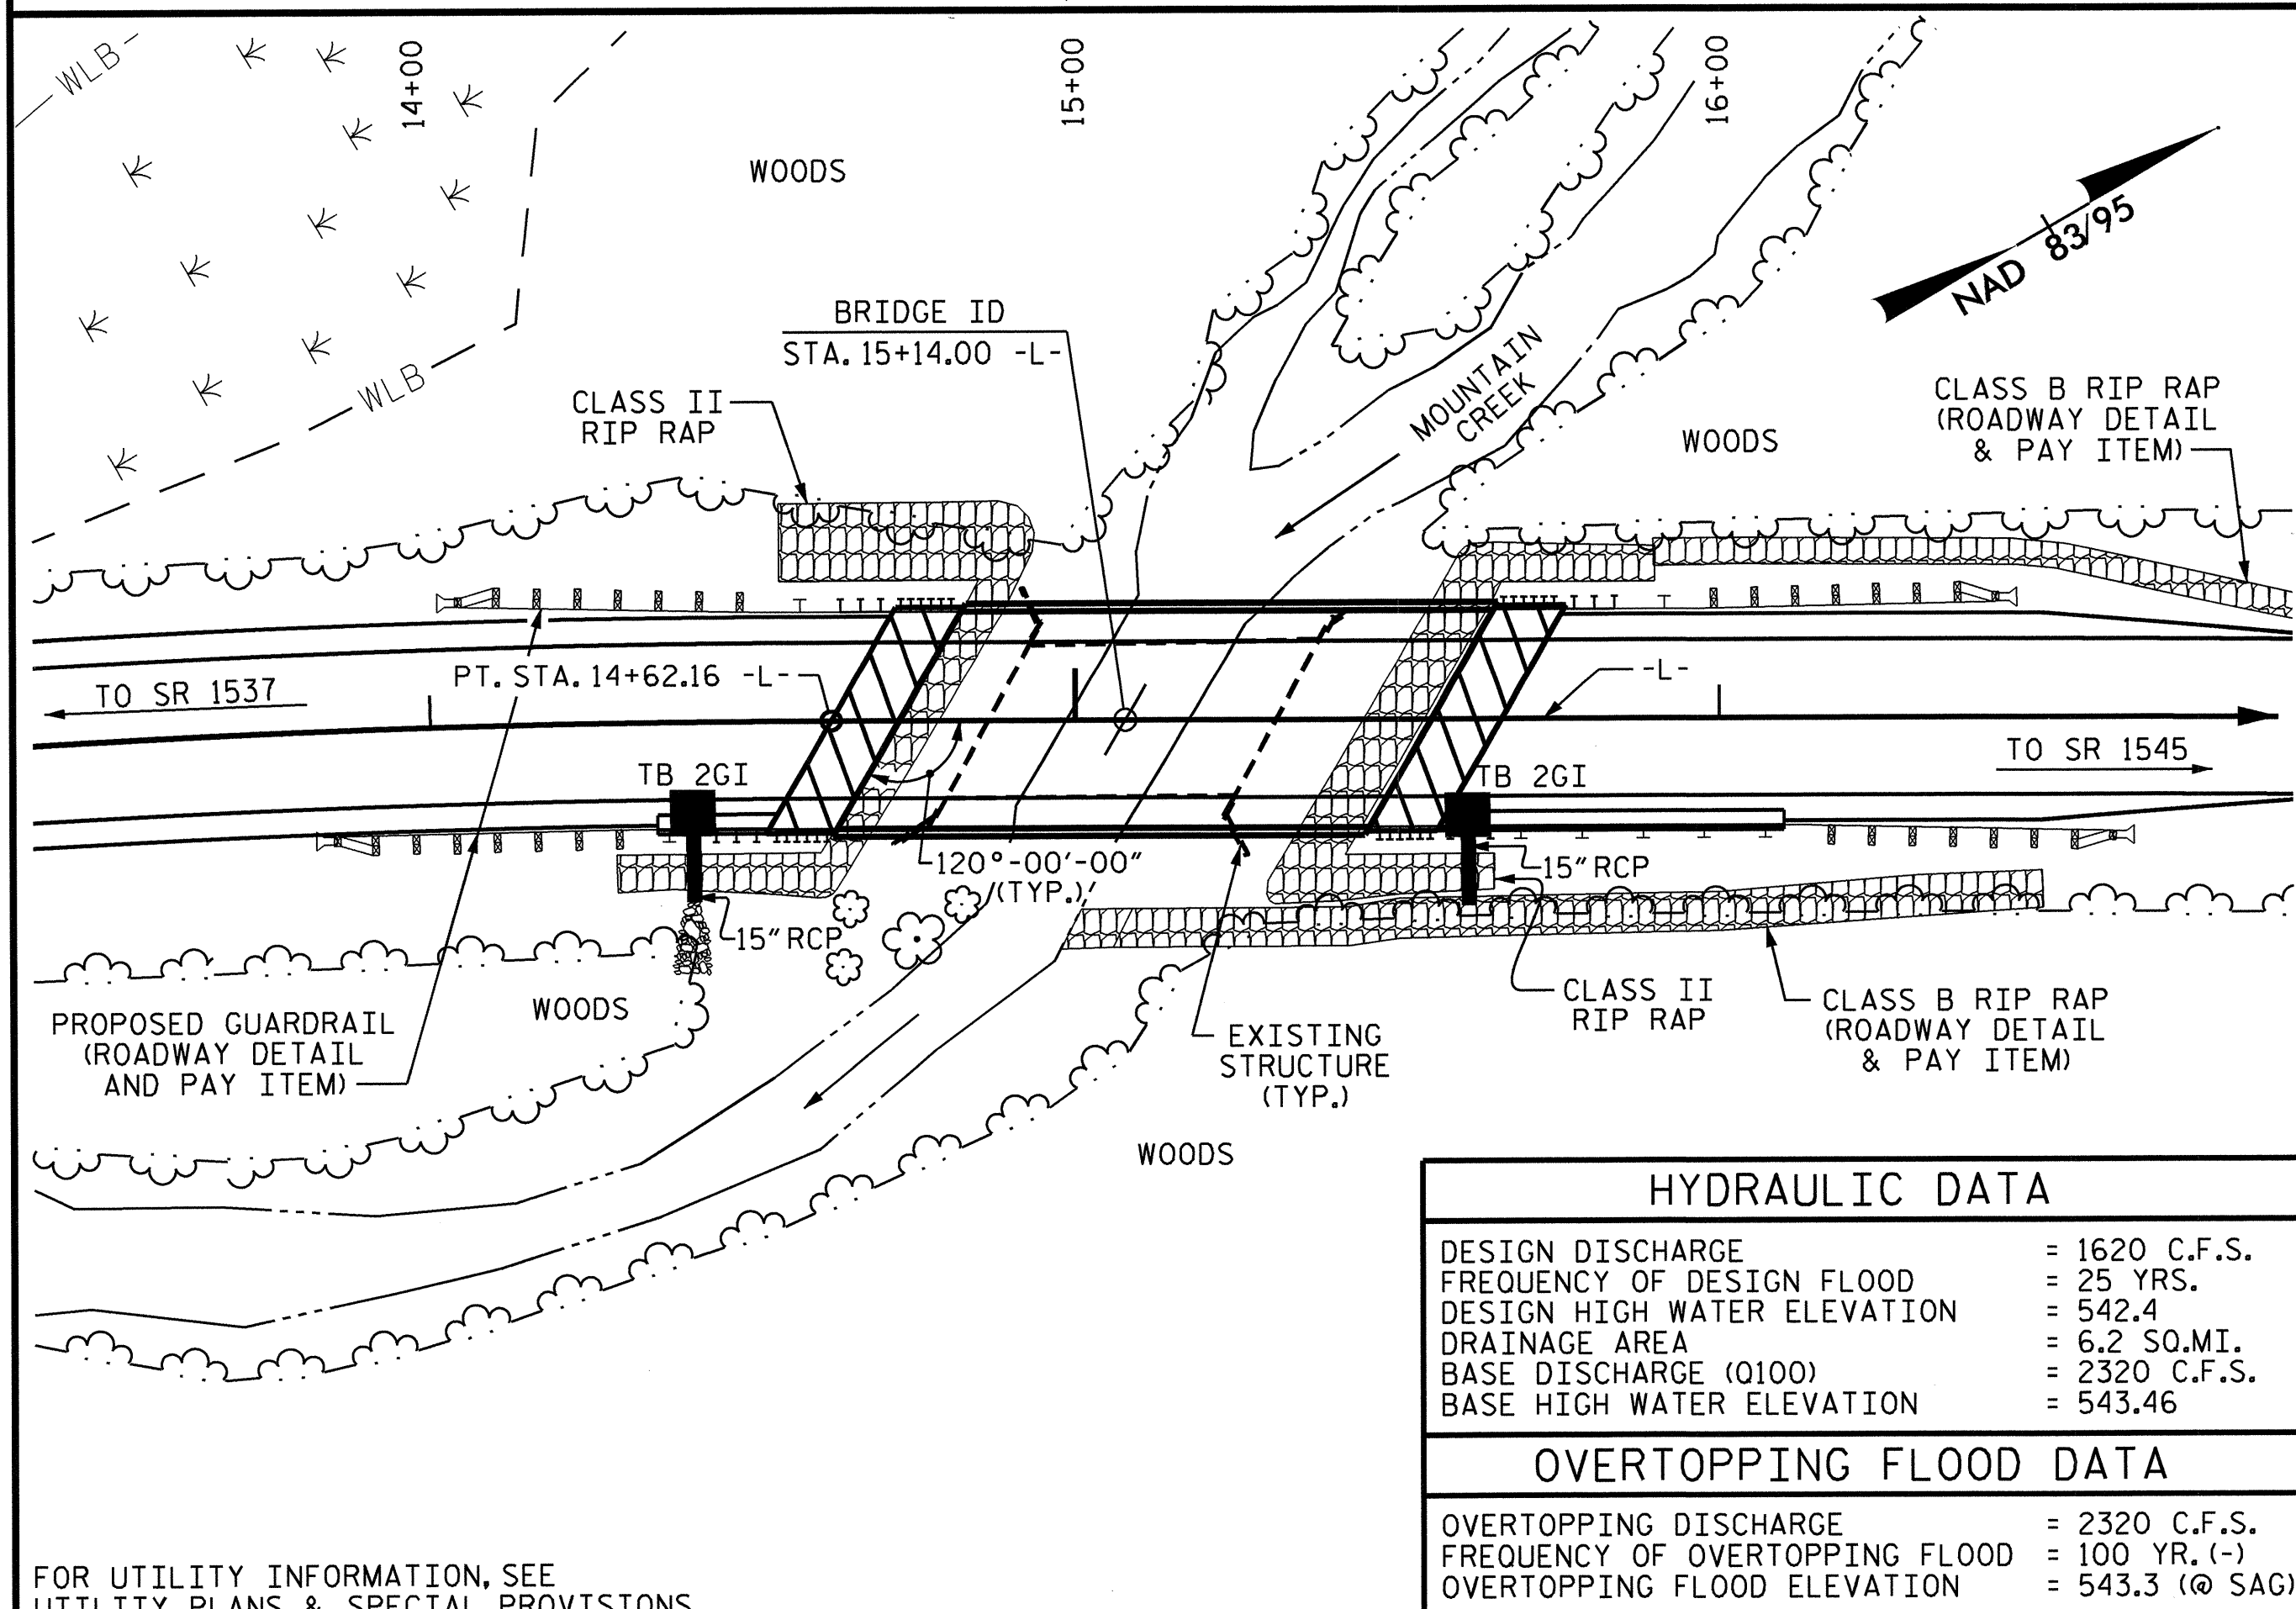 WLB
14+00
15+00
16+00
WOODS
NAD 83/95
BRIDGE ID
STA. 15+14.00 -L-
MOUNTAIN
CREEK
WLB
CLASS II
RIP RAP
WOODS
CLASS B RIP RAP
(ROADWAY DETAIL
& PAY ITEM)
PT. STA. 14+62.16 -L-
-L-
TO SR 1537
TO SR 1545
TB 2GI
TB 2GI
120°-00'-00"
(TYP.)
15" RCP
15" RCP
WOODS
PROPOSED GUARDRAIL
(ROADWAY DETAIL
AND PAY ITEM)
EXISTING
STRUCTURE
(TYP.)
CLASS II
RIP RAP
CLASS B RIP RAP
(ROADWAY DETAIL
& PAY ITEM)
WOODS
HYDRAULIC DATA
DESIGN DISCHARGE = 1620 C.F.S.
FREQUENCY OF DESIGN FLOOD = 25 YRS.
DESIGN HIGH WATER ELEVATION = 542.4
DRAINAGE AREA = 6.2 SQ.MI.
BASE DISCHARGE (Q100) = 2320 C.F.S.
BASE HIGH WATER ELEVATION = 543.46
OVERTOPPING FLOOD DATA
OVERTOPPING DISCHARGE = 2320 C.F.S.
FREQUENCY OF OVERTOPPING FLOOD = 100 YR. (-)
OVERTOPPING FLOOD ELEVATION = 543.3 (@ SAG)
FOR UTILITY INFORMATION, SEE
UTILITY PLANS & SPECIAL PROVISIONS